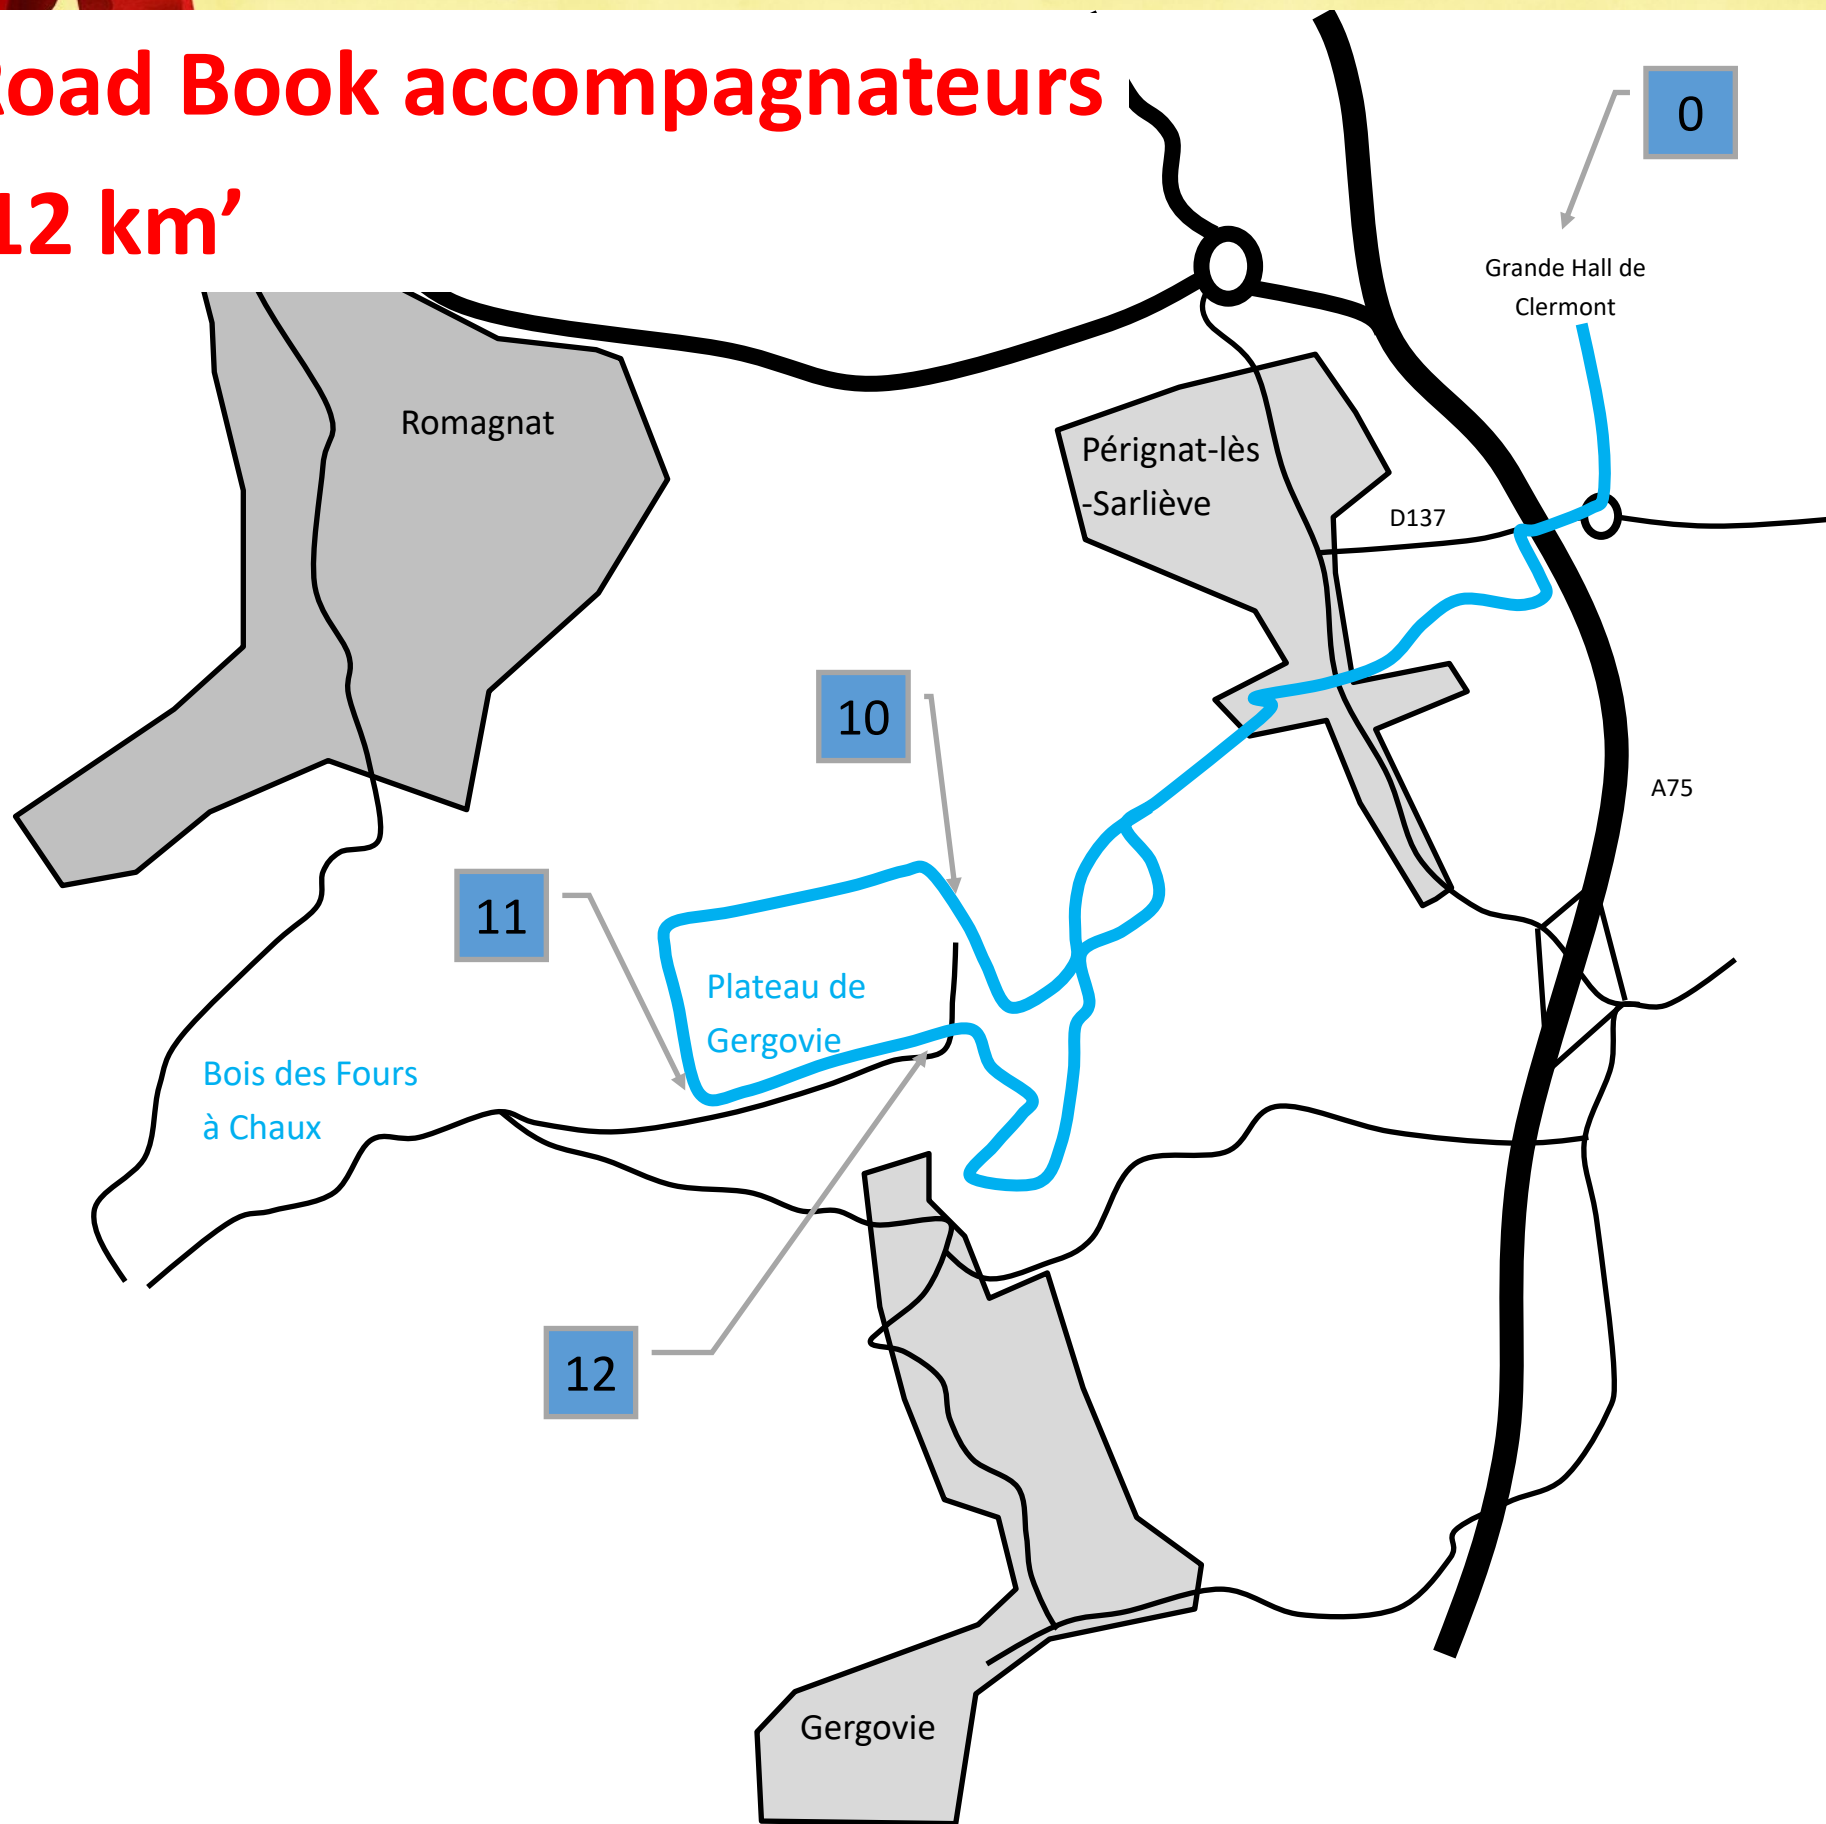 oad Book accompagnateurs
12 km’
0
Grande Hall de
Clermont
Romagnat
Pérignat-lès
-Sarliève
D137
10
A75
11
Plateau de
Gergovie
Bois des Fours
à Chaux
12
Gergovie